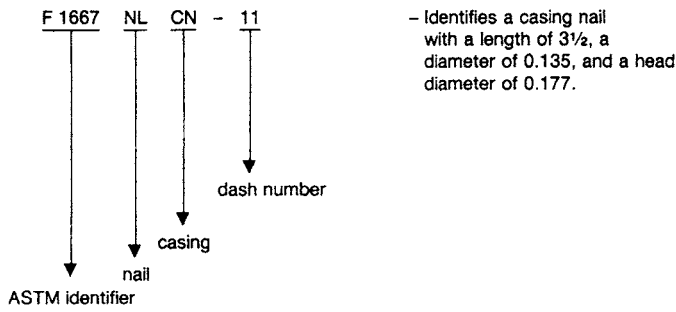 F 1667 NL CN - 11
– Identifies a casing nail
with a length of 3½, a
diameter of 0.135, and a head
diameter of 0.177.
dash number
casing
nail
ASTM identifier